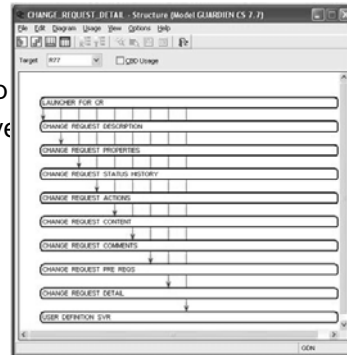 CHANGE_REQUEST_DETAIL - Structure (Model GUARDIEN CS 7.7)
File Edit Diagram Usage View Options Help
Target R77 CBD Usage
LAUNCHER FOR CR
CHANGE REQUEST DESCRIPTION
CHANGE REQUEST PROPERTIES
CHANGE REQUEST STATUS HISTORY
CHANGE REQUEST ACTIONS
CHANGE REQUEST CONTENT
CHANGE REQUEST COMMENTS
CHANGE REQUEST PRE REQS
CHANGE REQUEST DETAIL
USER DEFINITION SVR
GDN